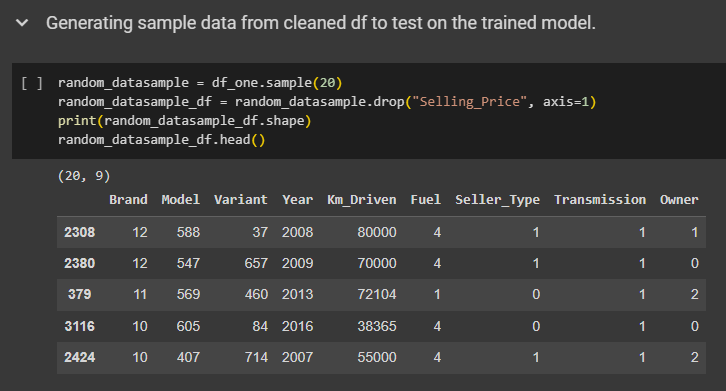 Generating sample data from cleaned df to test on the trained model.
[ ] random_datasample = df_one.sample(20)
random_datasample_df = random_datasample.drop("Selling_Price", axis=1)
print(random_datasample_df.shape)
random_datasample_df.head()
(20, 9)
Brand Model Variant Year Km_Driven Fuel Seller_Type Transmission Owner
2308 12 588 37 2008 80000 4 1 1 1
2380 12 547 657 2009 70000 4 1 1 0
379 11 569 460 2013 72104 1 0 1 2
3116 10 605 84 2016 38365 4 0 1 0
2424 10 407 714 2007 55000 4 1 1 2